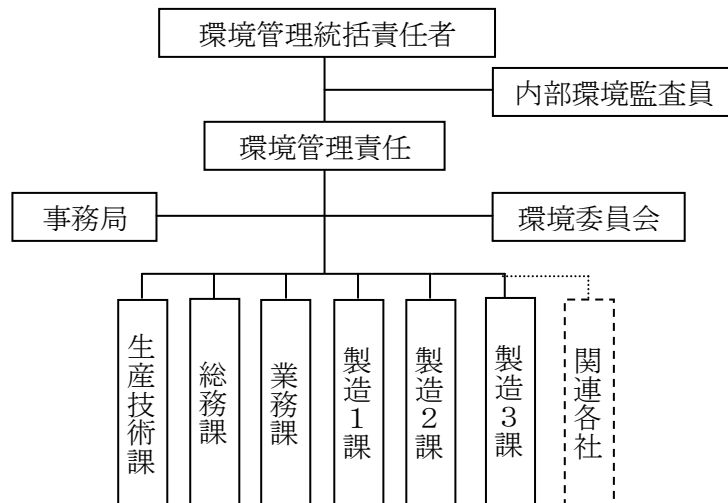 環境管理統括責任者
内部環境監査員
環境管理責任
事務局
環境委員会
生産技術課
総務課
業務課
製造１課
製造２課
製造３課
関連各社